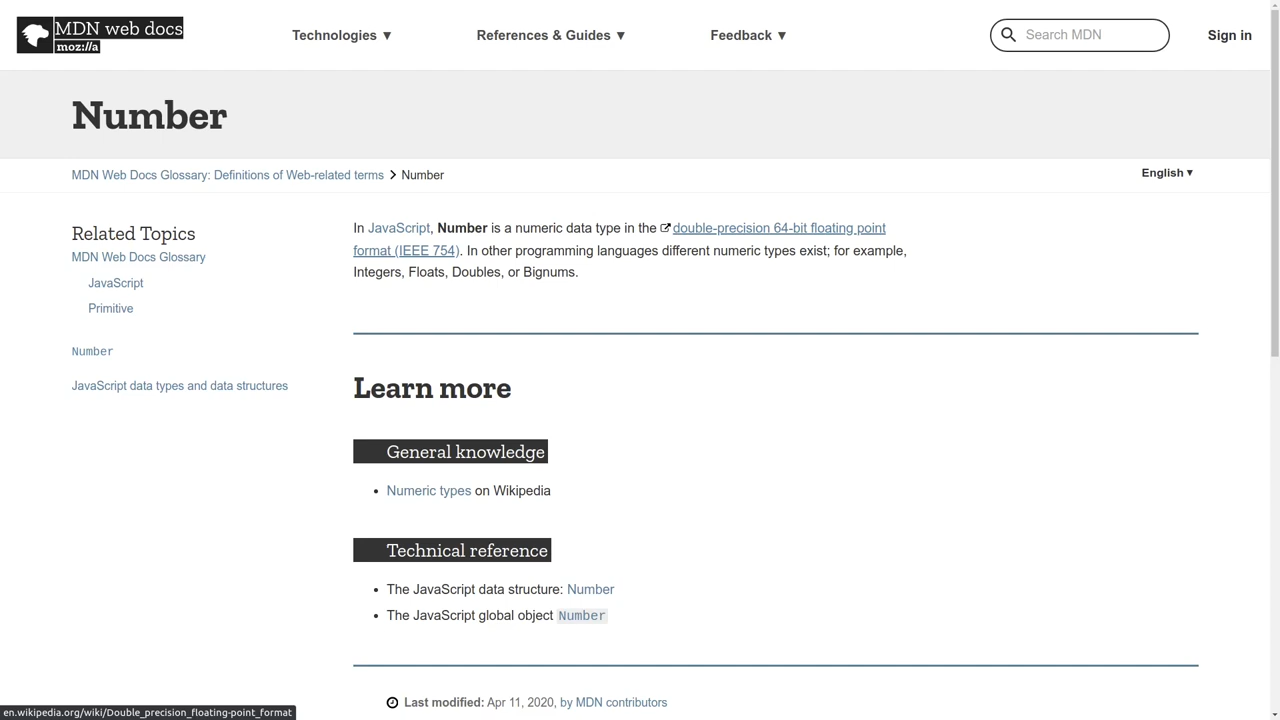 MDN web docs
moz://a
Technologies ▼
References & Guides ▼
Feedback ▼
Search MDN
Sign in
Number
MDN Web Docs Glossary: Definitions of Web-related terms
Number
English ▼
Related Topics
MDN Web Docs Glossary
JavaScript
Primitive
Number
JavaScript data types and data structures
In JavaScript, Number is a numeric data type in the double-precision 64-bit floating point
format (IEEE 754). In other programming languages different numeric types exist; for example,
Integers, Floats, Doubles, or Bignums.
Learn more
General knowledge
• Numeric types on Wikipedia
Technical reference
• The JavaScript data structure: Number
• The JavaScript global object Number
Last modified: Apr 11, 2020, by MDN contributors
en.wikipedia.org/wiki/Double_precision_floating-point_format